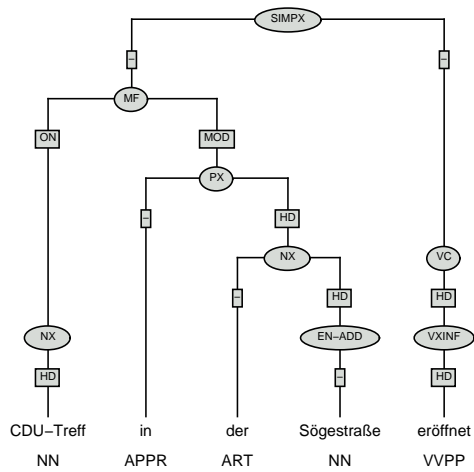 SIMPX
– –
MF
ON MOD
PX
– HD
NX VC
– HD HD
NX EN–ADD VXINF
HD – HD
CDU–Treff in der Sögestraße eröffnet
NN APPR ART NN VVPP